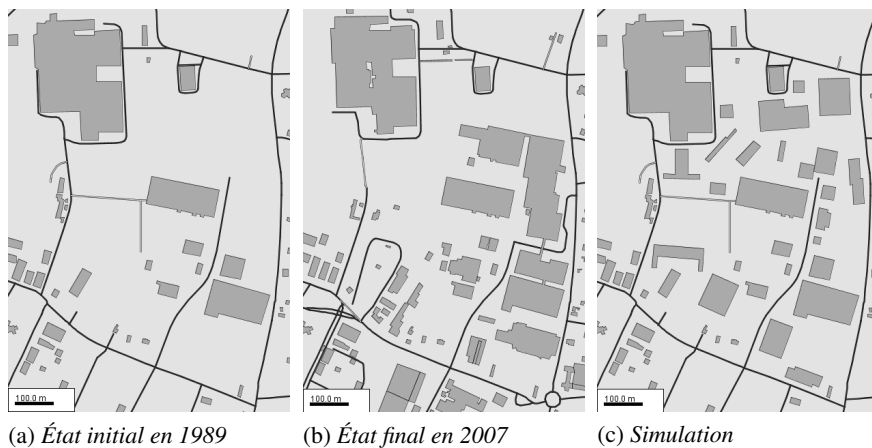 100.0 m
100.0 m
100.0 m
(a) État initial en 1989
(b) État final en 2007
(c) Simulation